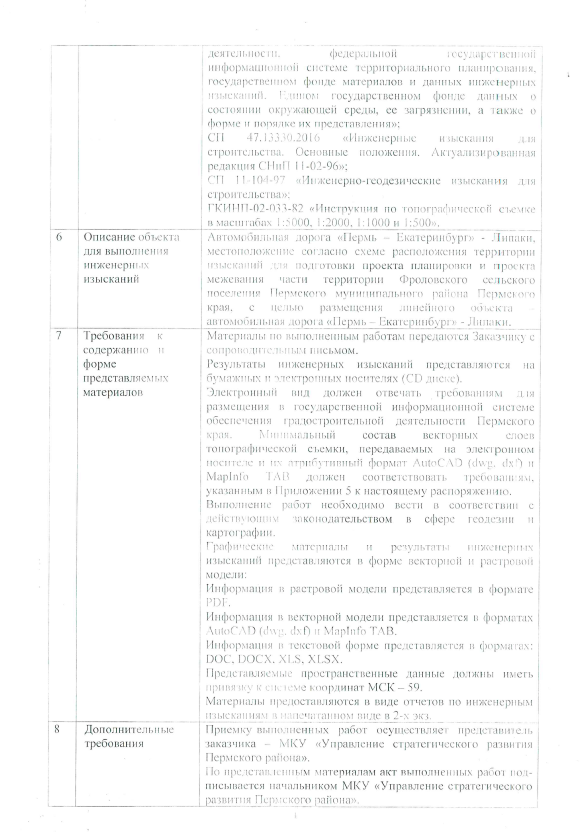 деятельности, федеральной государственной
информационной системе территориального планирования,
государственном фонде материалов и данных инженерных
изысканий, Едином государственном фонде данных о
состоянии окружающей среды, ее загрязнении, а также о
форме и порядке их представления»;
СП 47.13330.2016 «Инженерные изыскания для
строительства. Основные положения. Актуализированная
редакция СНиП 11-02-96»;
СП 11-104-97 «Инженерно-геодезические изыскания для
строительства»;
ГКИНП-02-033-82 «Инструкция по топографической съемке
в масштабах 1:5000, 1:2000, 1:1000 и 1:500».
6 Описание объекта
для выполнения
инженерных
изысканий
Автомобильная дорога «Пермь – Екатеринбург» - Липаки,
местоположение согласно схеме расположения территории
изысканий для подготовки проекта планировки и проекта
межевания части территории Фроловского сельского
поселения Пермского муниципального района Пермского
края, с целью размещения линейного объекта -
автомобильная дорога «Пермь – Екатеринбург» - Липаки.
7 Требования к
содержанию и
форме
представляемых
материалов
Материалы по выполненным работам передаются Заказчику с
сопроводительным письмом.
Результаты инженерных изысканий представляются на
бумажных и электронных носителях (CD диске).
Электронный вид должен отвечать требованиям для
размещения в государственной информационной системе
обеспечения градостроительной деятельности Пермского
края. Минимальный состав векторных слоев
топографической съемки, передаваемых на электронном
носителе и их атрибутивный формат AutoCAD (dwg, dxf) и
MapInfo TAB должен соответствовать требованиям,
указанным в Приложении 5 к настоящему распоряжению.
Выполнение работ необходимо вести в соответствии с
действующим законодательством в сфере геодезии и
картографии.
Графические материалы и результаты инженерных
изысканий представляются в форме векторной и растровой
модели:
Информация в растровой модели представляется в формате
PDF.
Информация в векторной модели представляется в форматах
AutoCAD (dwg, dxf) и MapInfo TAB.
Информация в текстовой форме представляется в форматах:
DOC, DOCX, XLS, XLSX.
Представляемые пространственные данные должны иметь
привязку к системе координат МСК – 59.
Материалы предоставляются в виде отчетов по инженерным
изысканиям в напечатанном виде в 2-х экз.
8 Дополнительные
требования
Приемку выполненных работ осуществляет представитель
заказчика – МКУ «Управление стратегического развития
Пермского района».
По представленным материалам акт выполненных работ под-
писывается начальником МКУ «Управление стратегического
развития Пермского района».